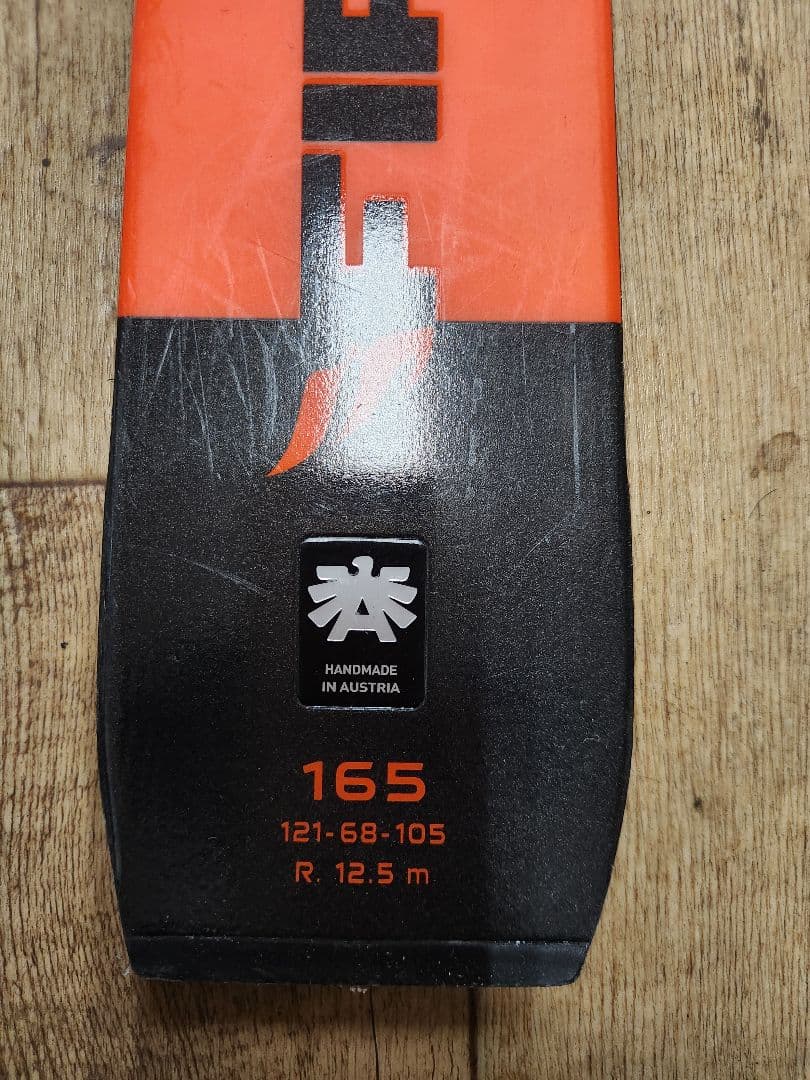 A
HANDMADE
IN AUSTRIA
165
121-68-105
R. 12.5 m